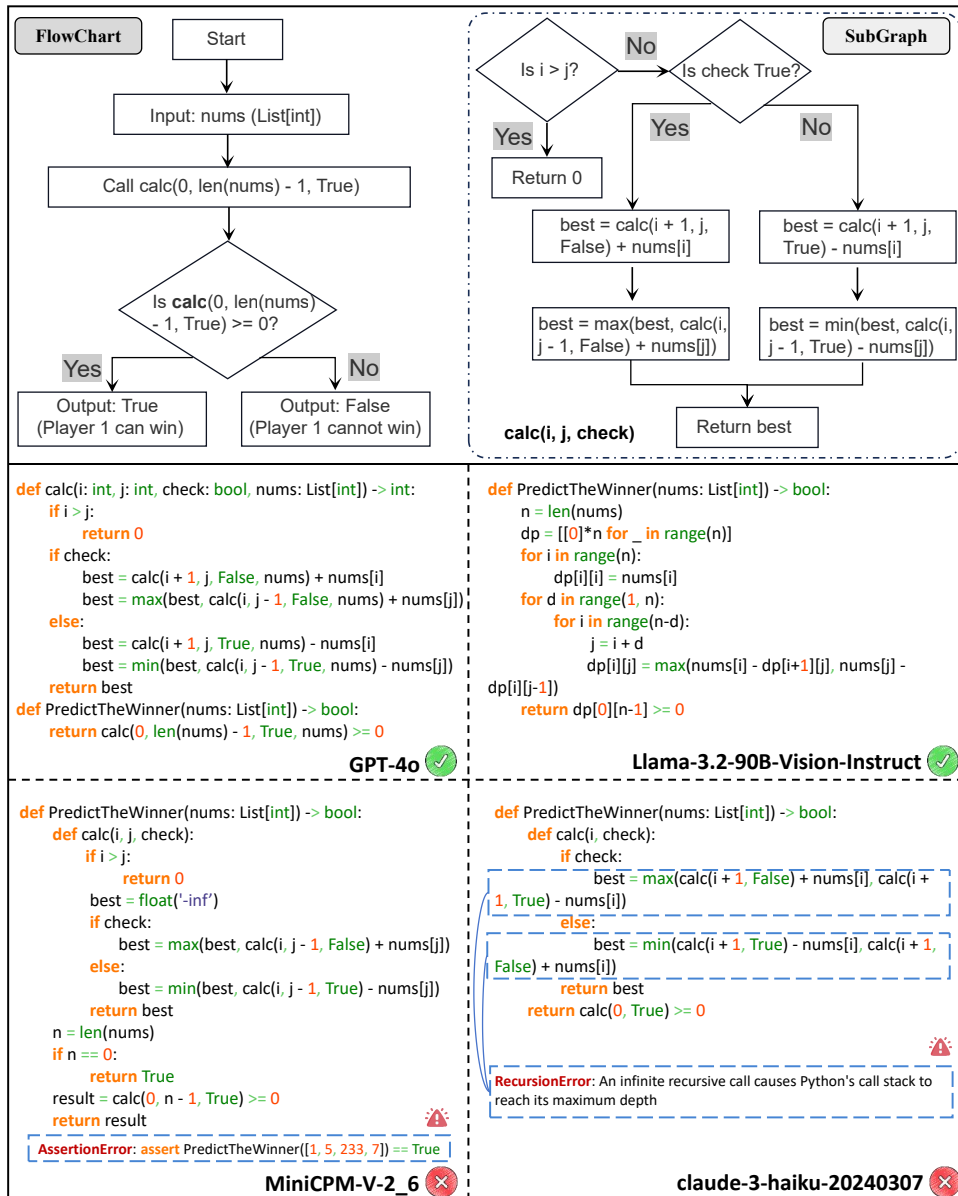 FlowChart
Start
Input: nums (List[int])
Call calc(0, len(nums) - 1, True)
Is calc(0, len(nums)
- 1, True) >= 0?
Yes
No
Output: True
(Player 1 can win)
Output: False
(Player 1 cannot win)
SubGraph
Is i > j?
No
Is check True?
Yes
Yes
No
Return 0
best = calc(i + 1, j,
False) + nums[i]
best = calc(i + 1, j,
True) - nums[i]
best = max(best, calc(i,
j - 1, False) + nums[j])
best = min(best, calc(i,
j - 1, True) - nums[j])
calc(i, j, check)
Return best
def calc(i: int, j: int, check: bool, nums: List[int]) -> int:
if i > j:
return 0
if check:
best = calc(i + 1, j, False, nums) + nums[i]
best = max(best, calc(i, j - 1, False, nums) + nums[j])
else:
best = calc(i + 1, j, True, nums) - nums[i]
best = min(best, calc(i, j - 1, True, nums) - nums[j])
return best
def PredictTheWinner(nums: List[int]) -> bool:
return calc(0, len(nums) - 1, True, nums) >= 0
GPT-4o
def PredictTheWinner(nums: List[int]) -> bool:
n = len(nums)
dp = [[0]*n for _ in range(n)]
for i in range(n):
dp[i][i] = nums[i]
for d in range(1, n):
for i in range(n-d):
j = i + d
dp[i][j] = max(nums[i] - dp[i+1][j], nums[j] -
dp[i][j-1])
return dp[0][n-1] >= 0
Llama-3.2-90B-Vision-Instruct
def PredictTheWinner(nums: List[int]) -> bool:
def calc(i, j, check):
if i > j:
return 0
best = float('-inf')
if check:
best = max(best, calc(i, j - 1, False) + nums[j])
else:
best = min(best, calc(i, j - 1, True) - nums[j])
return best
n = len(nums)
if n == 0:
return True
result = calc(0, n - 1, True) >= 0
return result
AssertionError: assert PredictTheWinner([1, 5, 233, 7]) == True
MiniCPM-V-2_6
def PredictTheWinner(nums: List[int]) -> bool:
def calc(i, check):
if check:
best = max(calc(i + 1, False) + nums[i], calc(i +
1, True) - nums[i])
else:
best = min(calc(i + 1, True) - nums[i], calc(i + 1,
False) + nums[i])
return best
return calc(0, True) >= 0
RecursionError: An infinite recursive call causes Python's call stack to
reach its maximum depth
claude-3-haiku-20240307